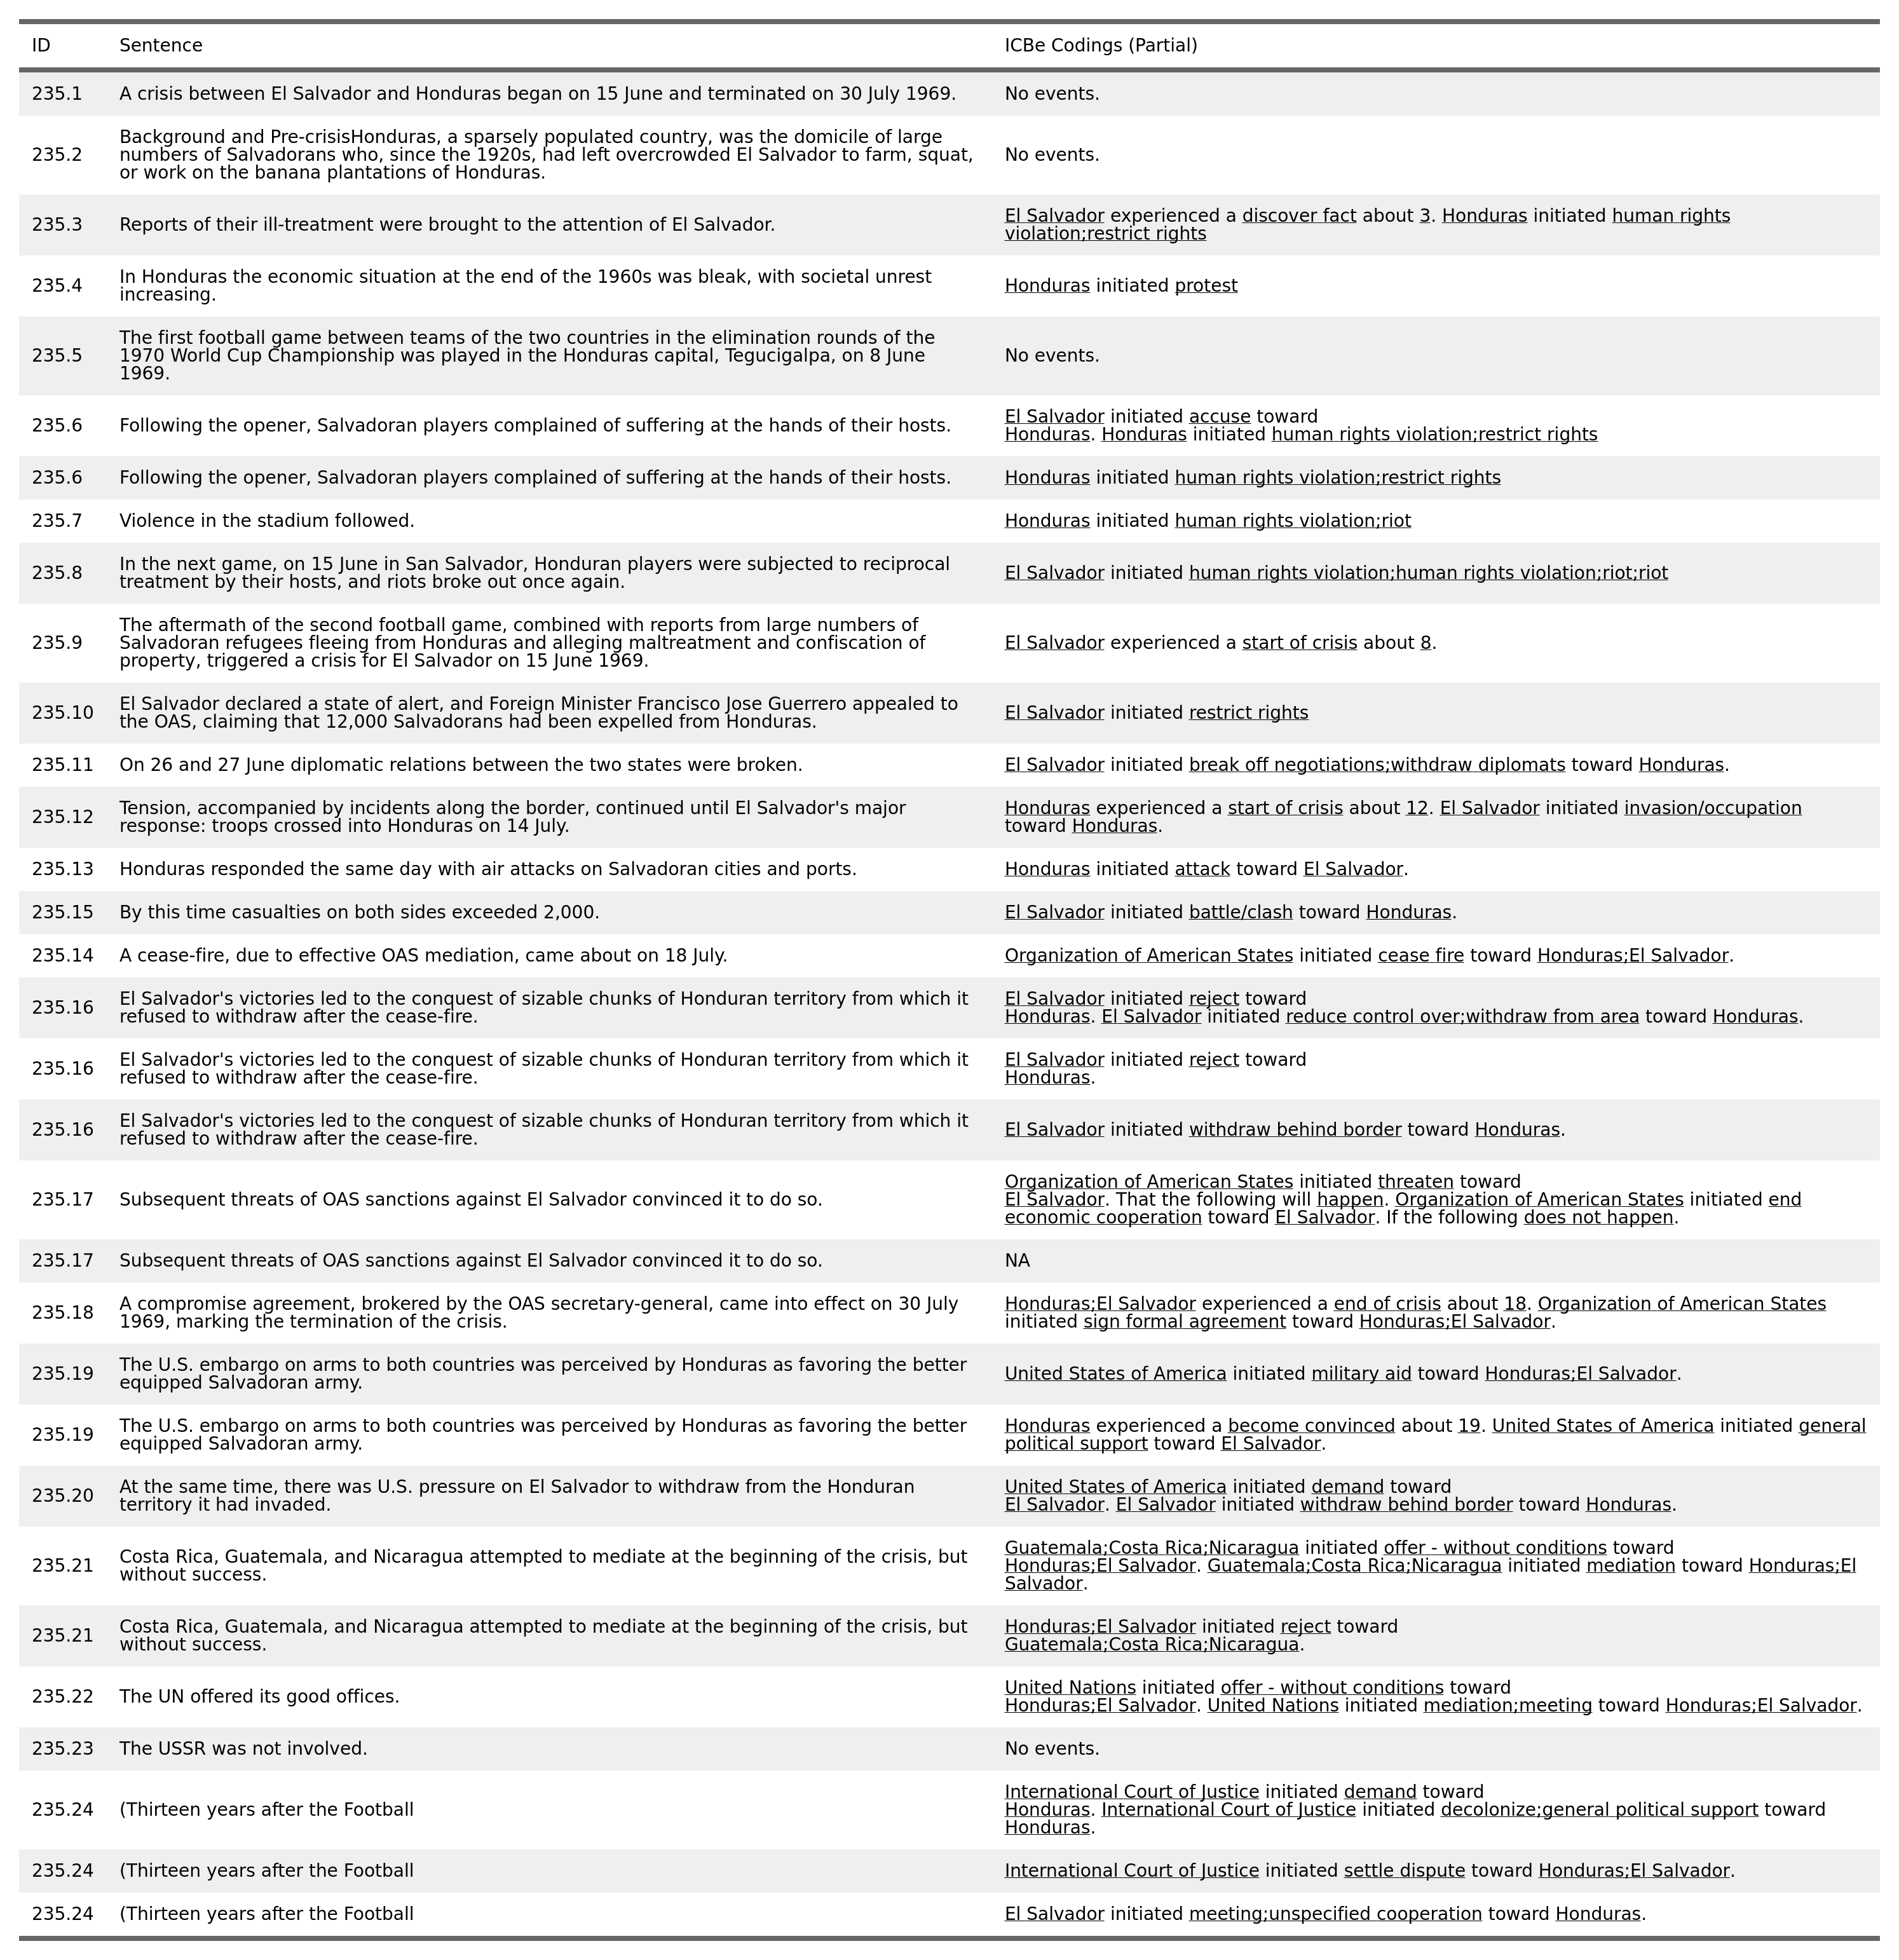 ID Sentence ICBe Codings (Partial)
235.1 A crisis between El Salvador and Honduras began on 15 June and terminated on 30 July 1969. No events.
235.2 Background and Pre-crisisHonduras, a sparsely populated country, was the domicile of large
numbers of Salvadorans who, since the 1920s, had left overcrowded El Salvador to farm, squat,
or work on the banana plantations of Honduras.
No events.
235.3 Reports of their ill-treatment were brought to the attention of El Salvador.
El Salvador experienced a discover fact about 3. Honduras initiated human rights
violation;restrict rights
235.4 In Honduras the economic situation at the end of the 1960s was bleak, with societal unrest
increasing.
Honduras initiated protest
235.5 The first football game between teams of the two countries in the elimination rounds of the
1970 World Cup Championship was played in the Honduras capital, Tegucigalpa, on 8 June
1969.
No events.
235.6 Following the opener, Salvadoran players complained of suffering at the hands of their hosts.
El Salvador initiated accuse toward
Honduras. Honduras initiated human rights violation;restrict rights
235.6 Following the opener, Salvadoran players complained of suffering at the hands of their hosts. Honduras initiated human rights violation;restrict rights
235.7 Violence in the stadium followed. Honduras initiated human rights violation;riot
235.8 In the next game, on 15 June in San Salvador, Honduran players were subjected to reciprocal
treatment by their hosts, and riots broke out once again.
El Salvador initiated human rights violation;human rights violation;riot;riot
235.9 The aftermath of the second football game, combined with reports from large numbers of
Salvadoran refugees fleeing from Honduras and alleging maltreatment and confiscation of
property, triggered a crisis for El Salvador on 15 June 1969.
El Salvador experienced a start of crisis about 8.
235.10 El Salvador declared a state of alert, and Foreign Minister Francisco Jose Guerrero appealed to
the OAS, claiming that 12,000 Salvadorans had been expelled from Honduras.
El Salvador initiated restrict rights
235.11 On 26 and 27 June diplomatic relations between the two states were broken. El Salvador initiated break off negotiations;withdraw diplomats toward Honduras.
235.12 Tension, accompanied by incidents along the border, continued until El Salvador's major
response: troops crossed into Honduras on 14 July.
Honduras experienced a start of crisis about 12. El Salvador initiated invasion/occupation
toward Honduras.
235.13 Honduras responded the same day with air attacks on Salvadoran cities and ports. Honduras initiated attack toward El Salvador.
235.15 By this time casualties on both sides exceeded 2,000. El Salvador initiated battle/clash toward Honduras.
235.14 A cease-fire, due to effective OAS mediation, came about on 18 July. Organization of American States initiated cease fire toward Honduras;El Salvador.
235.16 El Salvador's victories led to the conquest of sizable chunks of Honduran territory from which it
refused to withdraw after the cease-fire.
El Salvador initiated reject toward
Honduras. El Salvador initiated reduce control over;withdraw from area toward Honduras.
235.16 El Salvador's victories led to the conquest of sizable chunks of Honduran territory from which it
refused to withdraw after the cease-fire.
El Salvador initiated reject toward
Honduras.
235.16 El Salvador's victories led to the conquest of sizable chunks of Honduran territory from which it
refused to withdraw after the cease-fire.
El Salvador initiated withdraw behind border toward Honduras.
235.17 Subsequent threats of OAS sanctions against El Salvador convinced it to do so.
Organization of American States initiated threaten toward
El Salvador. That the following will happen. Organization of American States initiated end
economic cooperation toward El Salvador. If the following does not happen.
235.17 Subsequent threats of OAS sanctions against El Salvador convinced it to do so. NA
235.18 A compromise agreement, brokered by the OAS secretary-general, came into effect on 30 July
1969, marking the termination of the crisis.
Honduras;El Salvador experienced a end of crisis about 18. Organization of American States
initiated sign formal agreement toward Honduras;El Salvador.
235.19 The U.S. embargo on arms to both countries was perceived by Honduras as favoring the better
equipped Salvadoran army.
United States of America initiated military aid toward Honduras;El Salvador.
235.19 The U.S. embargo on arms to both countries was perceived by Honduras as favoring the better
equipped Salvadoran army.
Honduras experienced a become convinced about 19. United States of America initiated general
political support toward El Salvador.
235.20 At the same time, there was U.S. pressure on El Salvador to withdraw from the Honduran
territory it had invaded.
United States of America initiated demand toward
El Salvador. El Salvador initiated withdraw behind border toward Honduras.
235.21 Costa Rica, Guatemala, and Nicaragua attempted to mediate at the beginning of the crisis, but
without success.
Guatemala;Costa Rica;Nicaragua initiated offer - without conditions toward
Honduras;El Salvador. Guatemala;Costa Rica;Nicaragua initiated mediation toward Honduras;El
Salvador.
235.21 Costa Rica, Guatemala, and Nicaragua attempted to mediate at the beginning of the crisis, but
without success.
Honduras;El Salvador initiated reject toward
Guatemala;Costa Rica;Nicaragua.
235.22 The UN offered its good offices.
United Nations initiated offer - without conditions toward
Honduras;El Salvador. United Nations initiated mediation;meeting toward Honduras;El Salvador.
235.23 The USSR was not involved. No events.
235.24 (Thirteen years after the Football
International Court of Justice initiated demand toward
Honduras. International Court of Justice initiated decolonize;general political support toward
Honduras.
235.24 (Thirteen years after the Football International Court of Justice initiated settle dispute toward Honduras;El Salvador.
235.24 (Thirteen years after the Football El Salvador initiated meeting;unspecified cooperation toward Honduras.